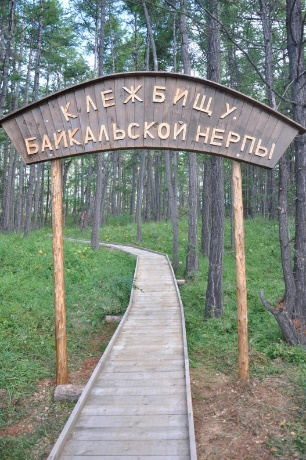 К ЛЕЖБИЩУ
БАЙКАЛЬСКОЙ НЕРПЫ